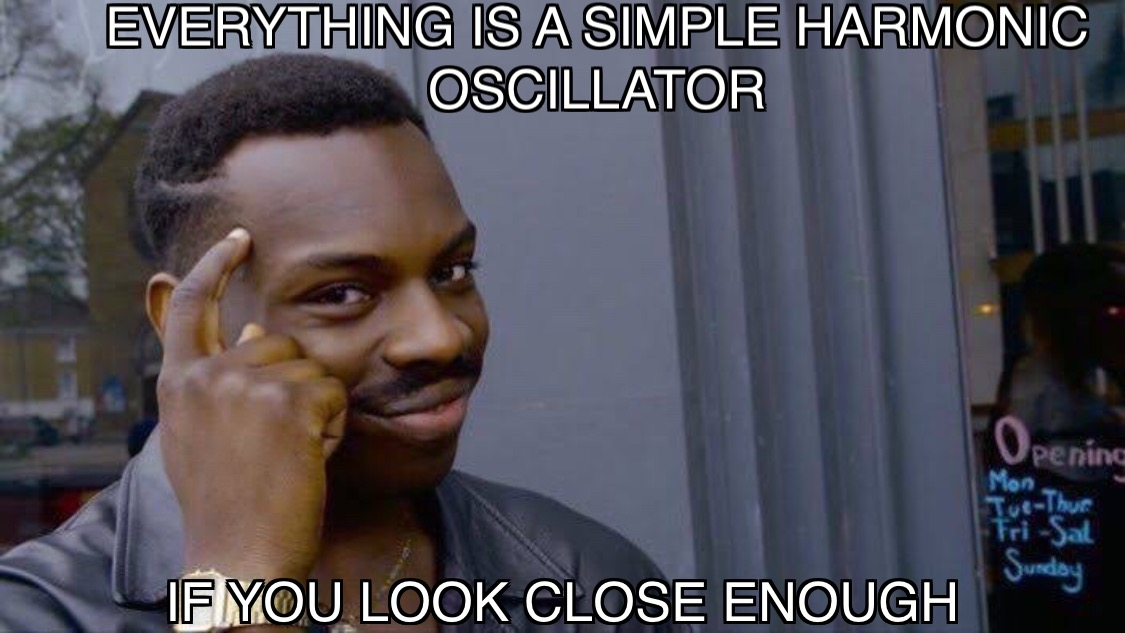 EVERYTHING IS A SIMPLE HARMONIC
OSCILLATOR
Opening
Mon
Tue-Thur
Fri -Sat
Sunday
IF YOU LOOK CLOSE ENOUGH